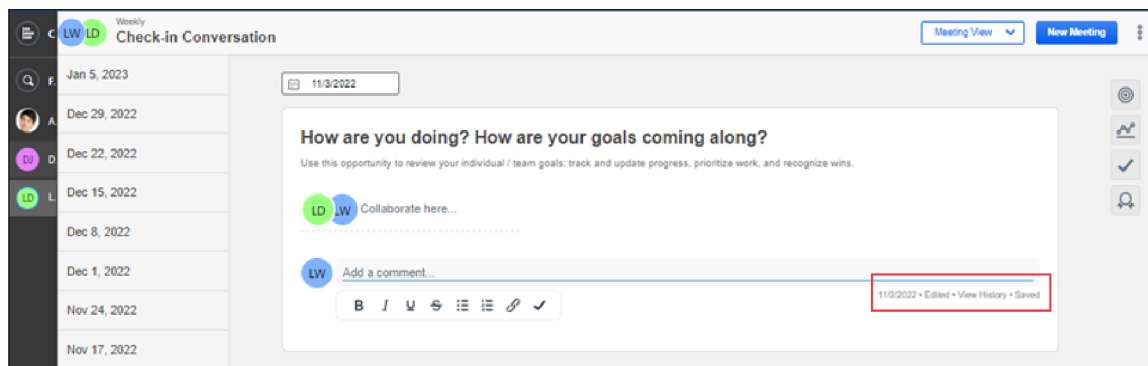 C
LW LD
Weekly
Check-in Conversation
Meeting View
New Meeting
F.
A.
DJ D
LD L.
Jan 5, 2023
Dec 29, 2022
Dec 22, 2022
Dec 15, 2022
Dec 8, 2022
Dec 1, 2022
Nov 24, 2022
Nov 17, 2022
11/3/2022
How are you doing? How are your goals coming along?
Use this opportunity to review your individual / team goals: track and update progress, prioritize work, and recognize wins.
LD LW Collaborate here...
LW Add a comment...
B I U S
11/2/2022 • Edited • View History • Saved